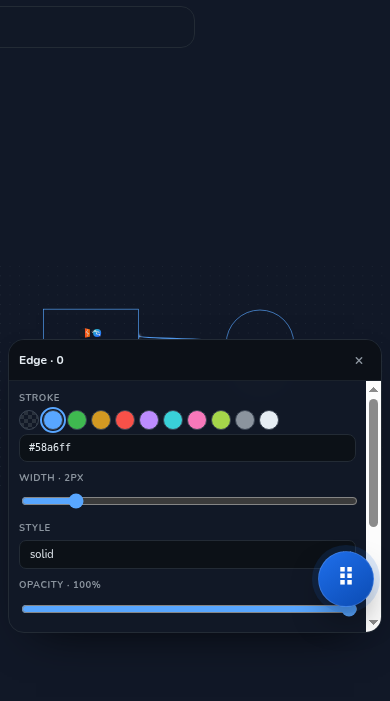 Edge · 0
×
STROKE
#58a6ff
WIDTH · 2PX
STYLE
solid
OPACITY · 100%